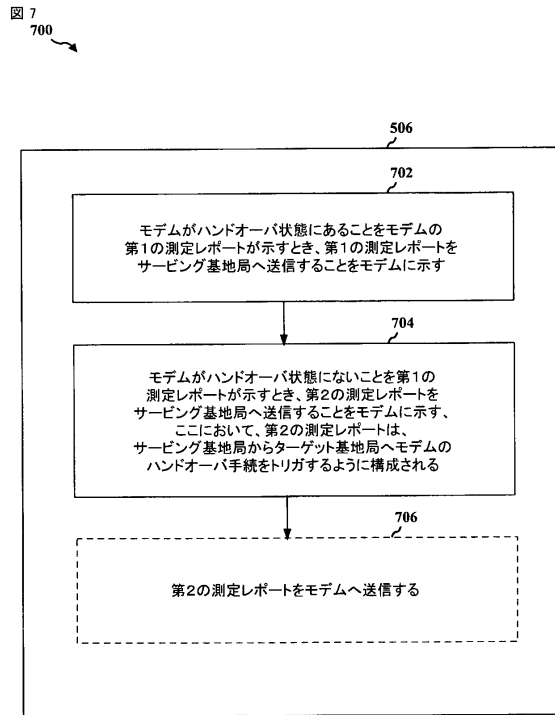 図 7
700
506
702
モデムがハンドオーバ状態にあることをモデムの
第1の測定レポートが示すとき、第1の測定レポートを
サービング基地局へ送信することをモデムに示す
704
モデムがハンドオーバ状態にないことを第1の
測定レポートが示すとき、第2の測定レポートを
サービング基地局へ送信することをモデムに示す、
ここにおいて、第2の測定レポートは、
サービング基地局からターゲット基地局へモデムの
ハンドオーバ手続をトリガするように構成される
706
第2の測定レポートをモデムへ送信する